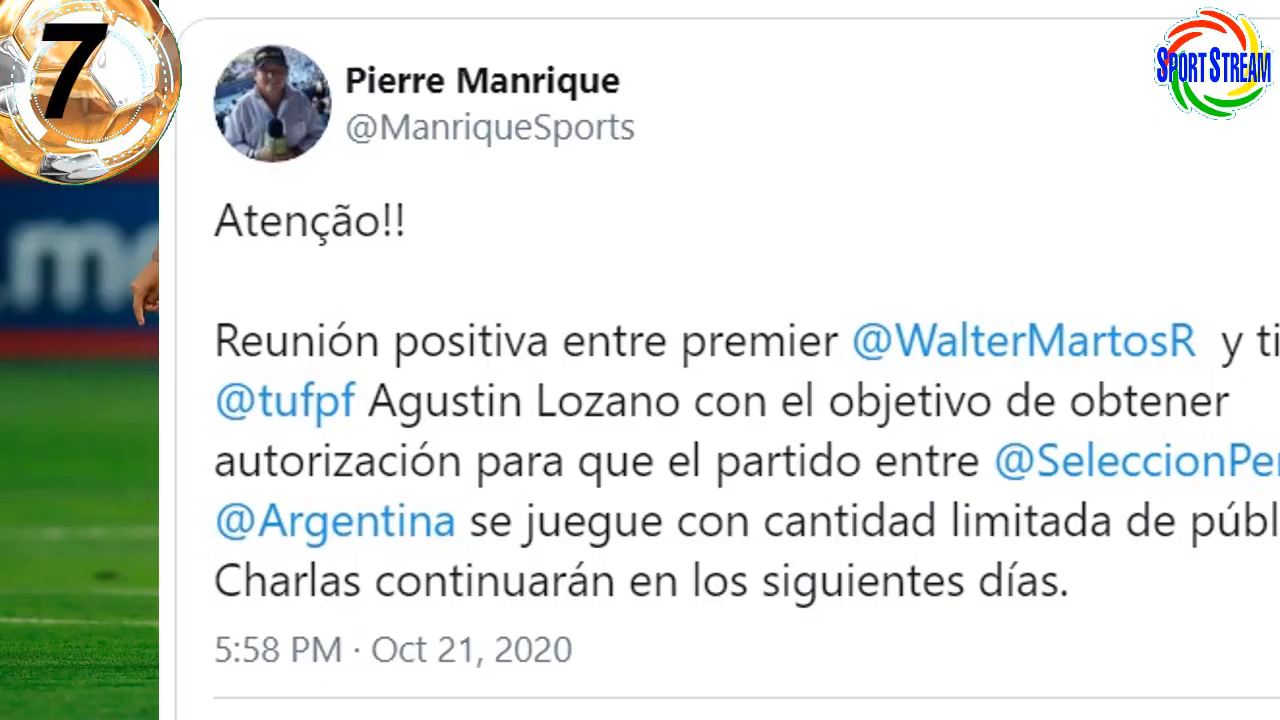 7
SPORT STREAM
Pierre Manrique
@ManriqueSports
Atenção!!
Reunión positiva entre premier @WalterMartosR y ti
@tufpf Agustin Lozano con el objetivo de obtener
autorización para que el partido entre @SeleccionPer
@Argentina se juegue con cantidad limitada de públ
Charlas continuarán en los siguientes días.
5:58 PM · Oct 21, 2020